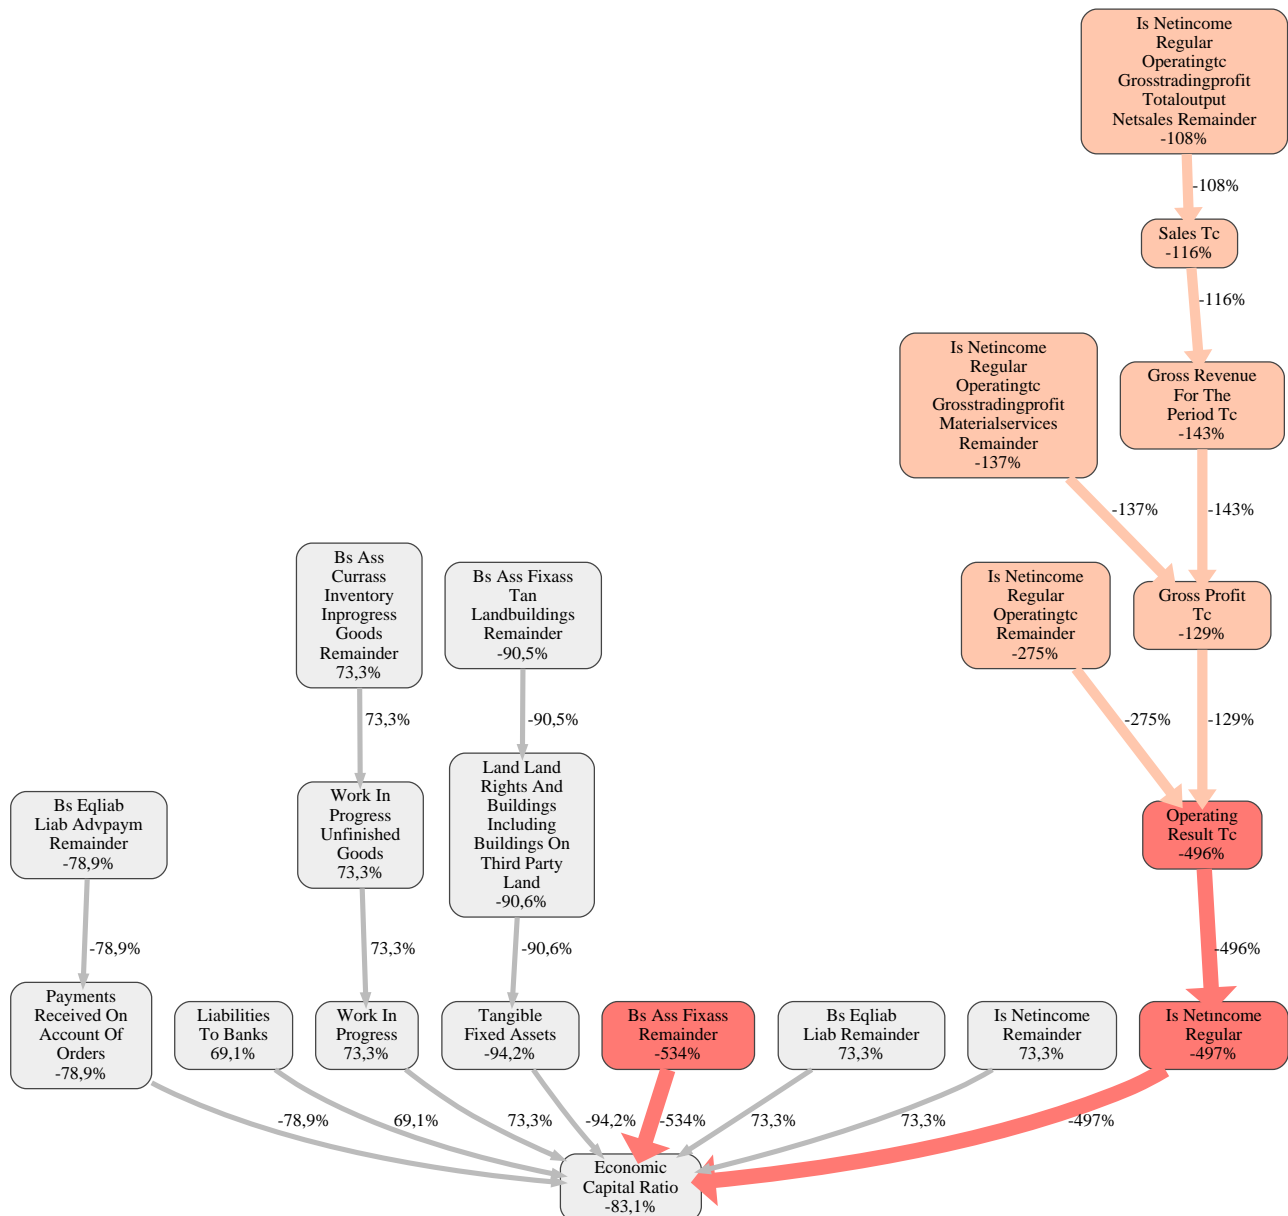 Is Netincome
Regular
Operatingtc
Grosstradingprofit
Totaloutput
Netsales Remainder
-108%
-108%
Sales Tc
-116%
-116%
Is Netincome
Regular
Operatingtc
Grosstradingprofit
Materialservices
Remainder
-137%
Gross Revenue
For The
Period Tc
-143%
-137%
-143%
Bs Ass
Currass
Inventory
Inprogress
Goods
Remainder
73,3%
Bs Ass Fixass
Tan
Landbuildings
Remainder
-90,5%
Is Netincome
Regular
Operatingtc
Remainder
-275%
Gross Profit
Tc
-129%
73,3%
-90,5%
-275%
-129%
Bs Eqliab
Liab Advpaym
Remainder
-78,9%
Work In
Progress
Unfinished
Goods
73,3%
Land Land
Rights And
Buildings
Including
Buildings On
Third Party
Land
-90,6%
Operating
Result Tc
-496%
-78,9%
73,3%
-90,6%
-496%
Payments
Received On
Account Of
Orders
-78,9%
Liabilities
To Banks
69,1%
Work In
Progress
73,3%
Tangible
Fixed Assets
-94,2%
Bs Ass Fixass
Remainder
-534%
Bs Eqliab
Liab Remainder
73,3%
Is Netincome
Remainder
73,3%
Is Netincome
Regular
-497%
-78,9%
69,1%
73,3%
-94,2%
-534%
73,3%
73,3%
-497%
Economic
Capital Ratio
-83,1%